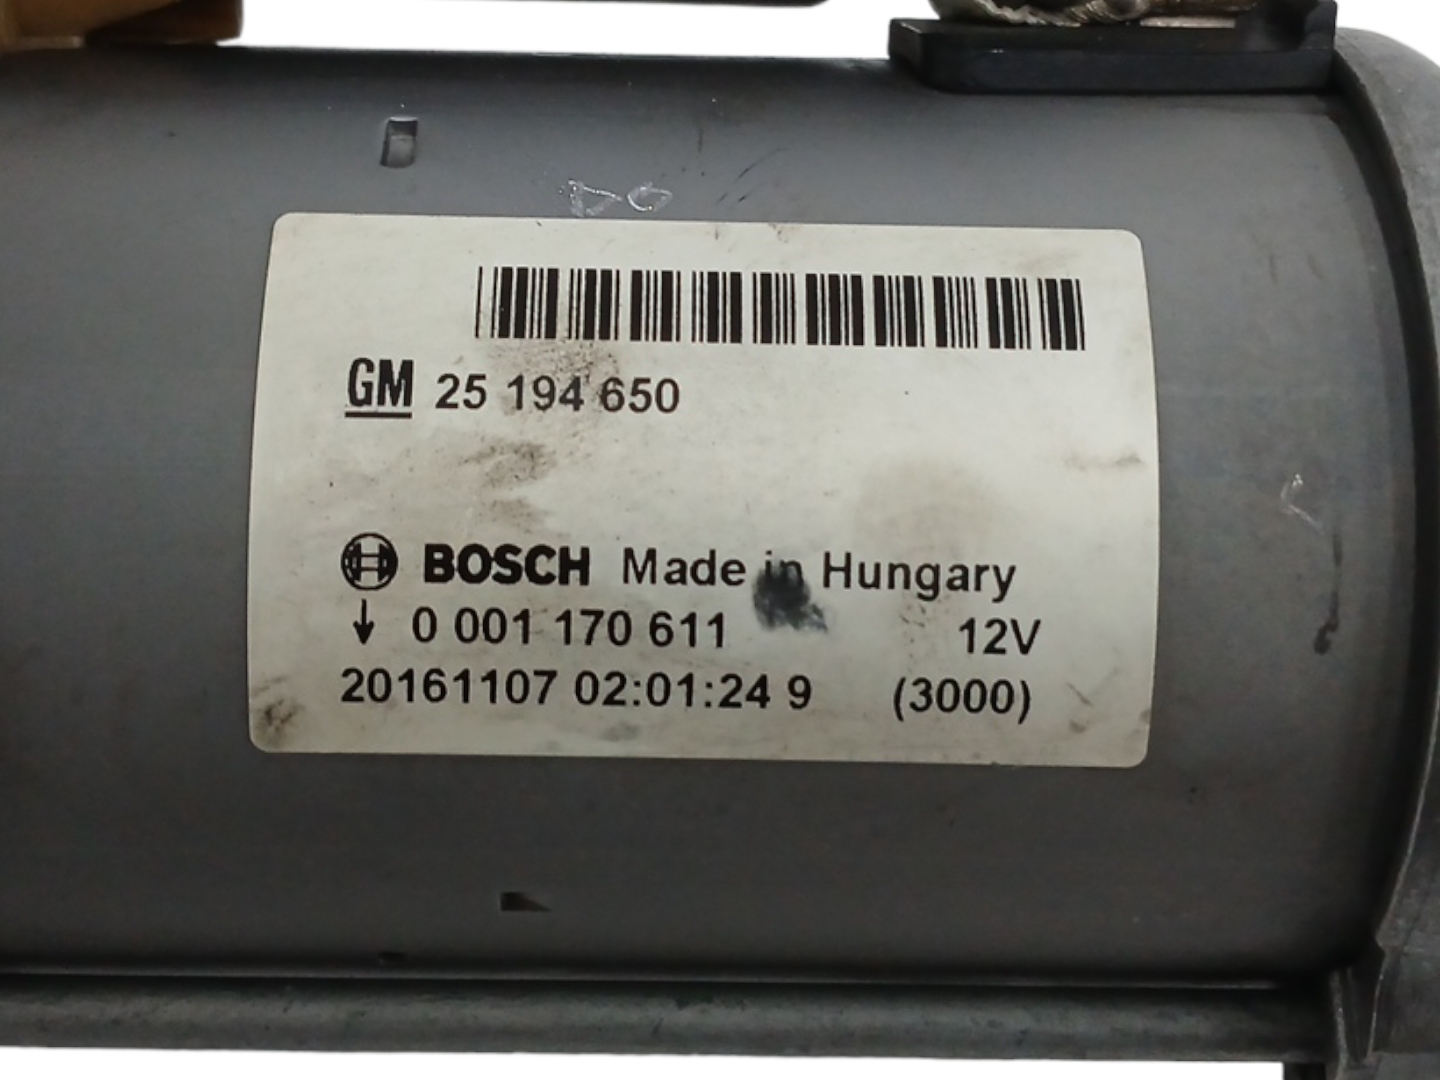 GM 25 194 650
BOSCH Made in Hungary
↓ 0 001 170 611 12V
20161107 02:01:24 9 (3000)